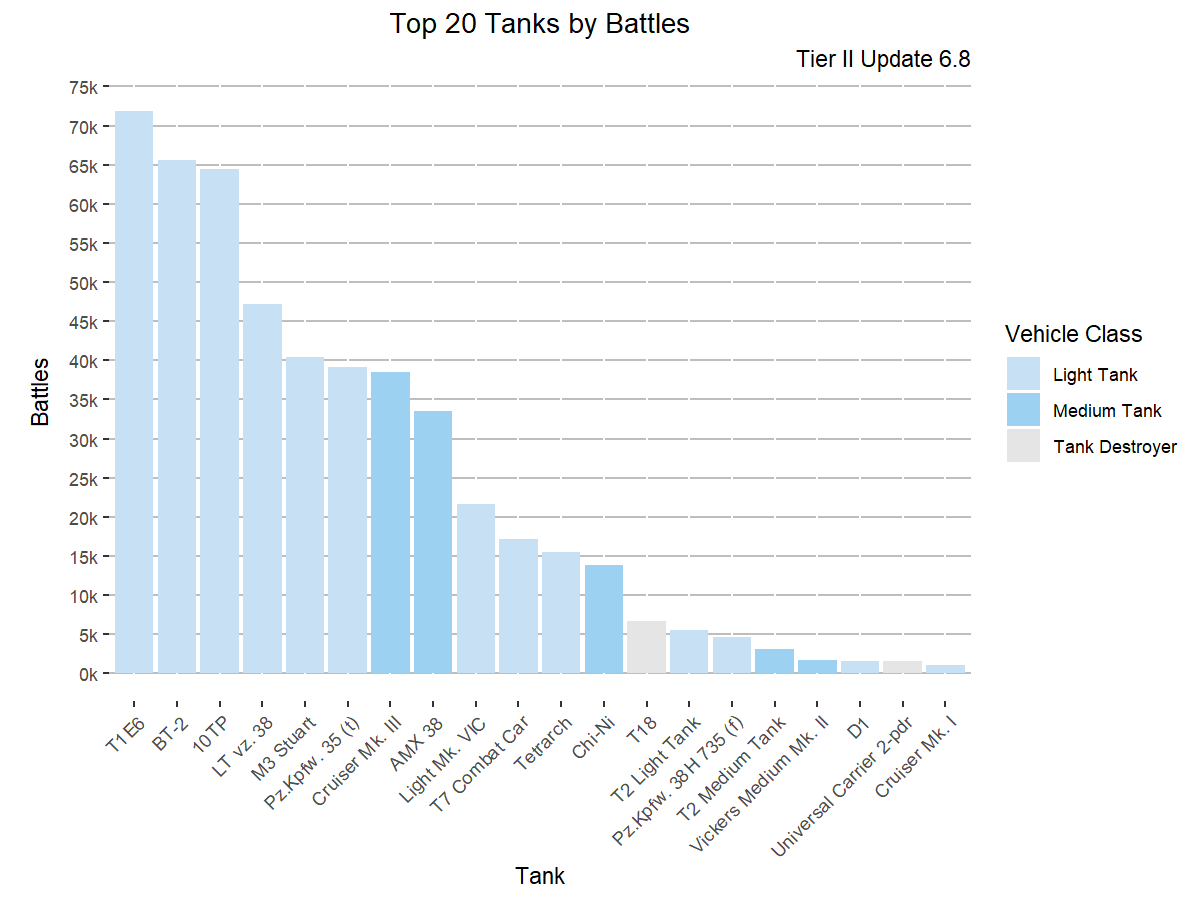 Top 20 Tanks by Battles
Tier II Update 6.8
75k
70k
65k
60k
55k
50k
45k
40k
35k
30k
25k
20k
15k
10k
5k
0k
Battles
T1E6
BT-2
10TP
LT vz. 38
M3 Stuart
Pz.Kpfw. 35 (t)
Cruiser Mk. III
AMX 38
Light Mk. VIC
T7 Combat Car
Tetrarch
Chi-Ni
T18
T2 Light Tank
Pz.Kpfw. 38H 735 (f)
T2 Medium Tank
Vickers Medium Mk. II
D1
Universal Carrier 2-pdr
Cruiser Mk. I
Tank
Vehicle Class
Light Tank
Medium Tank
Tank Destroyer